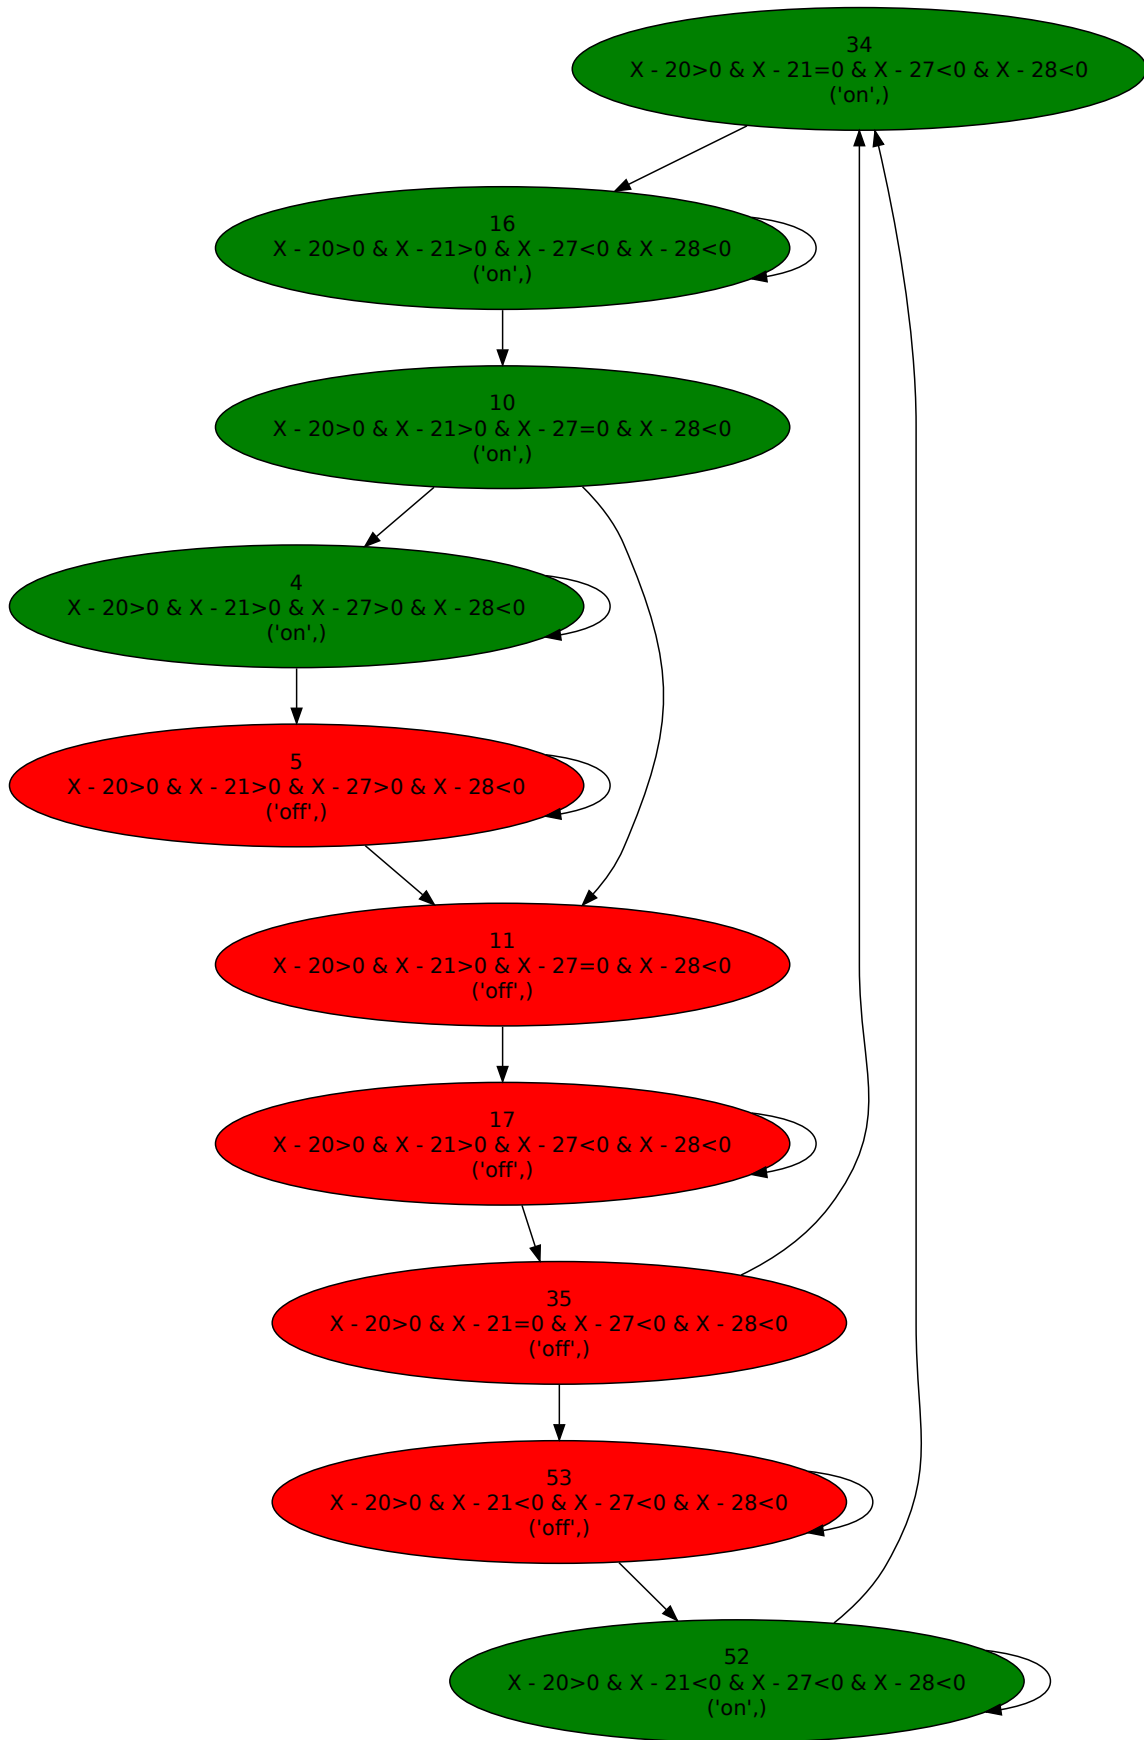 34
X - 20>0 & X - 21=0 & X - 27<0 & X - 28<0
('on',)
16
X - 20>0 & X - 21>0 & X - 27<0 & X - 28<0
('on',)
10
X - 20>0 & X - 21>0 & X - 27=0 & X - 28<0
('on',)
4
X - 20>0 & X - 21>0 & X - 27>0 & X - 28<0
('on',)
5
X - 20>0 & X - 21>0 & X - 27>0 & X - 28<0
('off',)
11
X - 20>0 & X - 21>0 & X - 27=0 & X - 28<0
('off',)
17
X - 20>0 & X - 21>0 & X - 27<0 & X - 28<0
('off',)
35
X - 20>0 & X - 21=0 & X - 27<0 & X - 28<0
('off',)
53
X - 20>0 & X - 21<0 & X - 27<0 & X - 28<0
('off',)
52
X - 20>0 & X - 21<0 & X - 27<0 & X - 28<0
('on',)